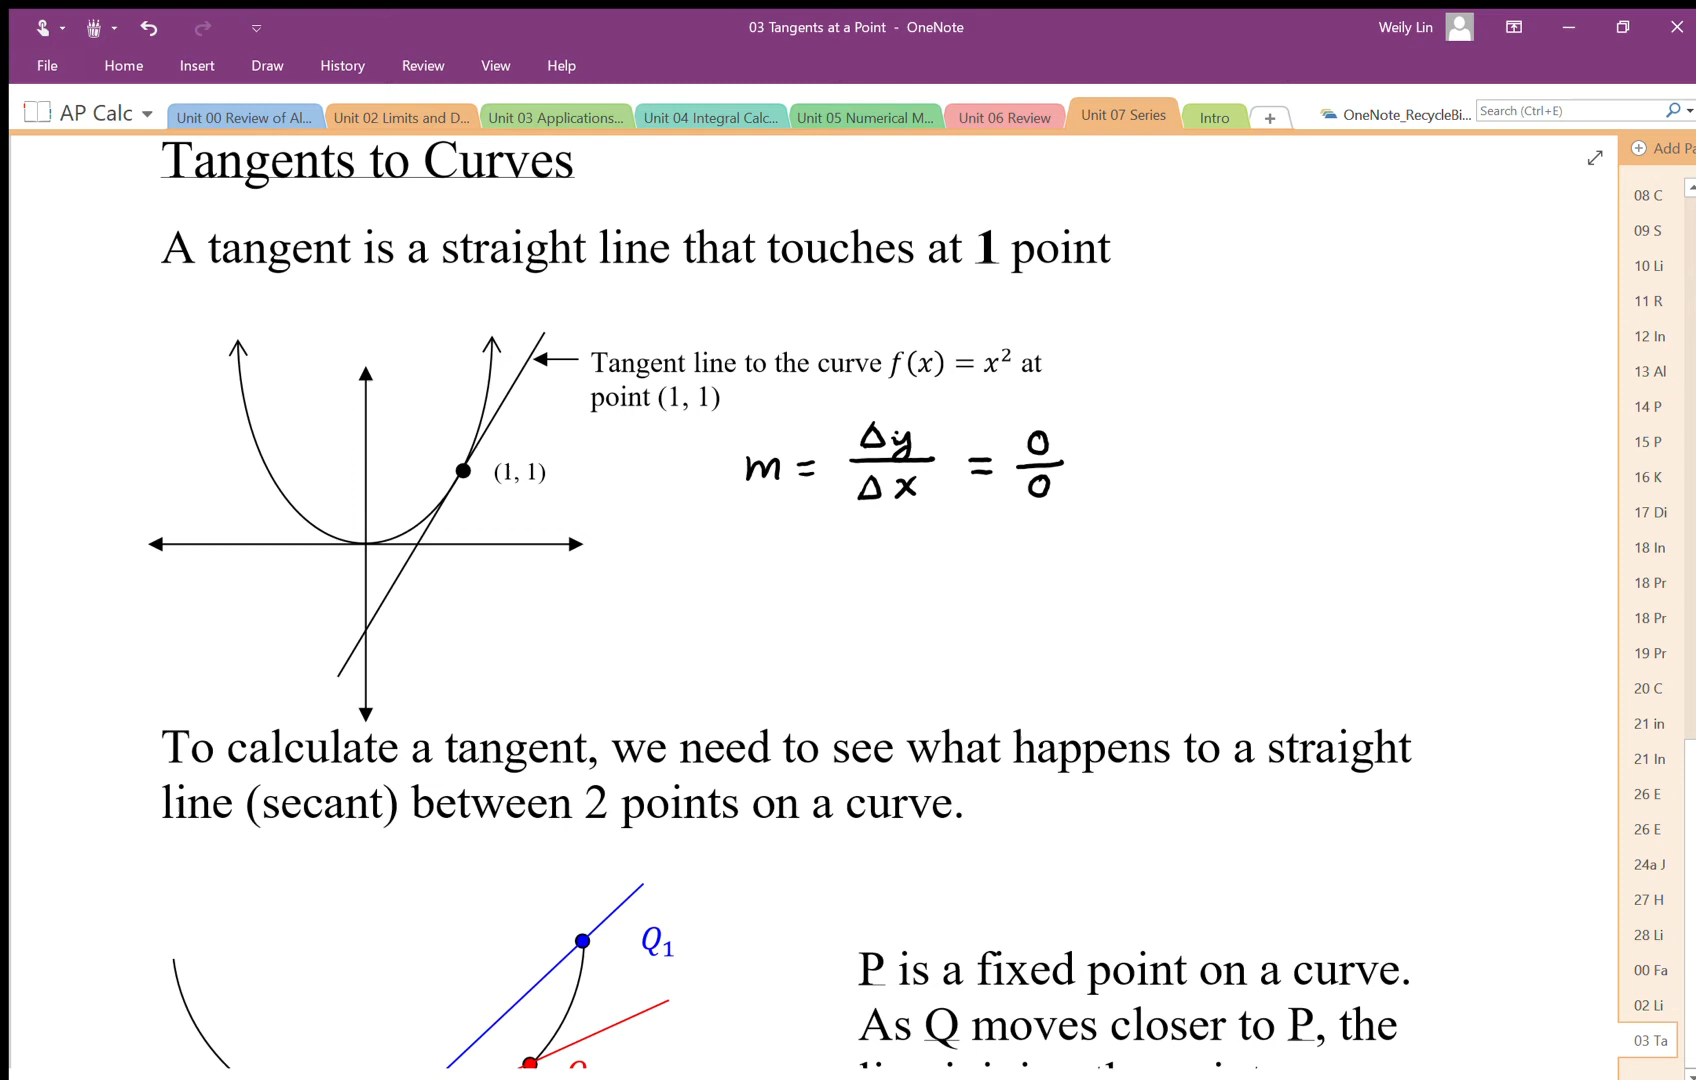 03 Tangents at a Point - OneNote
Weily Lin
File Home Insert Draw History Review View Help
AP Calc
Unit 00 Review of Al...
Unit 02 Limits and D...
Unit 03 Applications...
Unit 04 Integral Calc...
Unit 05 Numerical M...
Unit 06 Review
Unit 07 Series
Intro
+
OneNote_RecycleBi...
Search (Ctrl+E)
Tangents to Curves
A tangent is a straight line that touches at 1 point
Tangent line to the curve f(x) = x² at
point (1, 1)
(1, 1)
m = Δy/Δx = 0/0
To calculate a tangent, we need to see what happens to a straight
line (secant) between 2 points on a curve.
Q₁
P is a fixed point on a curve.
As Q moves closer to P, the
Add Pa
08 C
09 S
10 Li
11 R
12 In
13 Al
14 P
15 P
16 K
17 Di
18 In
18 Pr
18 Pr
19 Pr
20 C
21 in
21 In
26 E
26 E
24a J
27 H
28 Li
00 Fa
02 Li
03 Ta